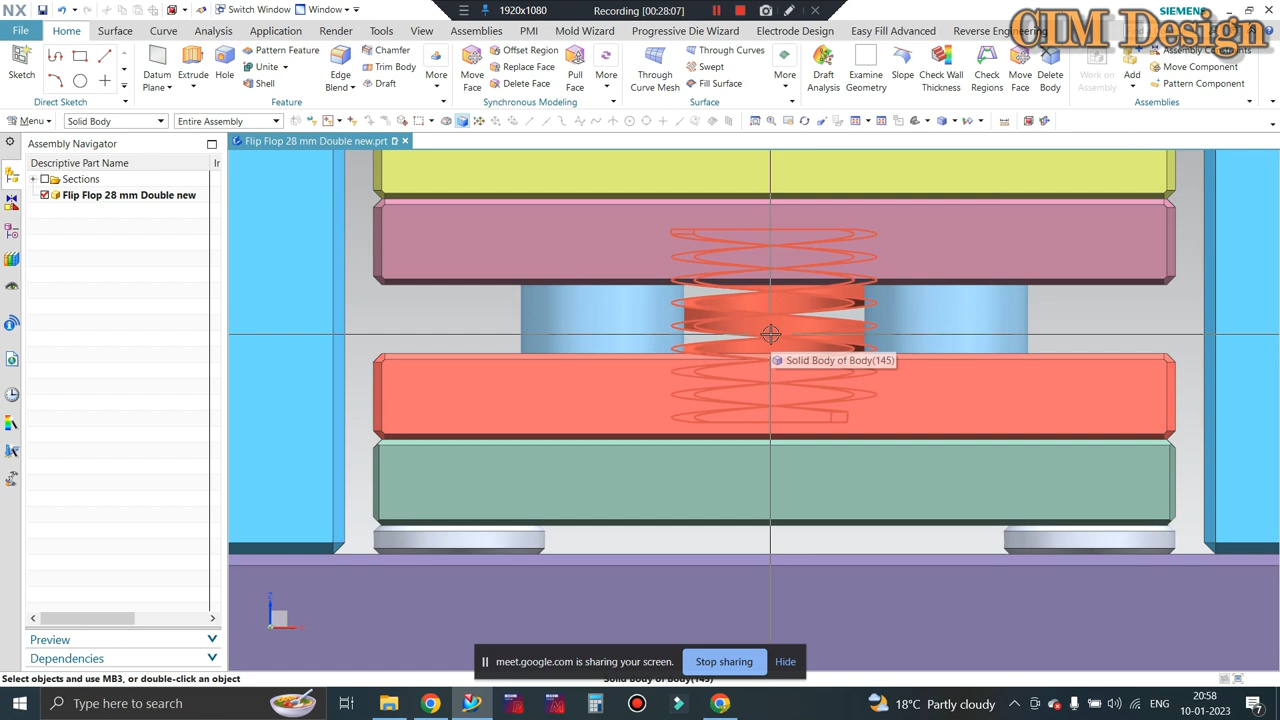 NX
Switch Window
Window
1920x1080
Recording [00:28:07]
SIEMENS
CIM Design
File
Home
Surface
Curve
Analysis
Application
Render
Tools
View
Assemblies
PMI
Mold Wizard
Progressive Die Wizard
Electrode Design
Easy Fill Advanced
Reverse Engineering
Sketch
Direct Sketch
Datum
Plane
Extrude
Hole
Pattern Feature
Unite
Shell
Edge
Blend
Chamfer
Trim Body
Draft
More
Feature
Move
Face
Offset Region
Replace Face
Delete Face
Pull
Face
More
Synchronous Modeling
Through
Curve Mesh
Through Curves
Swept
Fill Surface
More
Surface
Draft
Analysis
Examine
Geometry
Slope
Check Wall
Thickness
Check
Regions
Move
Face
Delete
Body
Work on
Assembly
Add
Assembly Constraints
Move Component
Pattern Component
Assemblies
Menu
Solid Body
Entire Assembly
Assembly Navigator
Flip Flop 28 mm Double new.prt
Descriptive Part Name
Ir
Sections
Flip Flop 28 mm Double new
Solid Body of Body(145)
Preview
Dependencies
meet.google.com is sharing your screen.
Stop sharing
Hide
Select objects and use MB3, or double-click an object
Solid Body of Body(145)
Type here to search
18°C Partly cloudy
ENG
20:58
10-01-2023
7